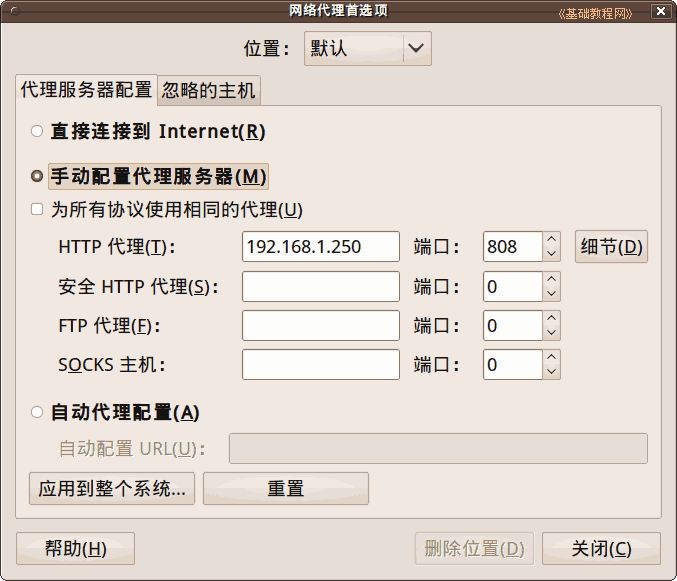 网络代理首选项
《基础教程网》
位置： 默认
代理服务器配置 忽略的主机
直接连接到 Internet(R)
手动配置代理服务器(M)
为所有协议使用相同的代理(U)
HTTP 代理(T)： 192.168.1.250 端口： 808 细节(D)
安全 HTTP 代理(S)： 端口： 0
FTP 代理(F)： 端口： 0
SOCKS 主机： 端口： 0
自动代理配置(A)
自动配置 URL(U)：
应用到整个系统... 重置
帮助(H) 删除位置(D) 关闭(C)